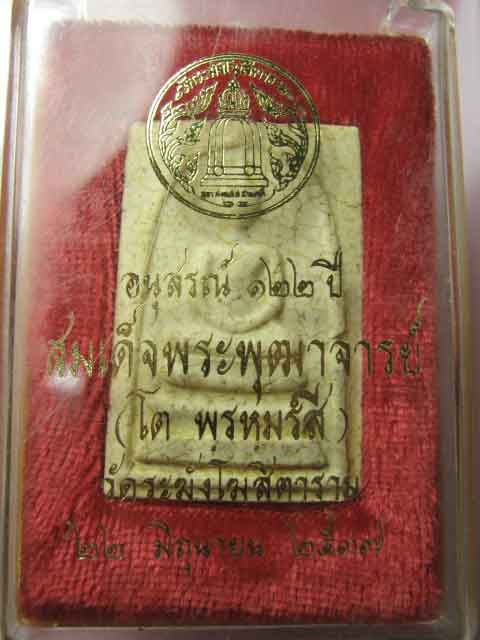 อนุสรณ์ ๑๒๒ ปี
สมเด็จพระพุฒาจารย์
(โต พรหมรํสี)
วัดระฆังโฆสิตาราม
๒๒ มิถุนายน ๒๕๓๗